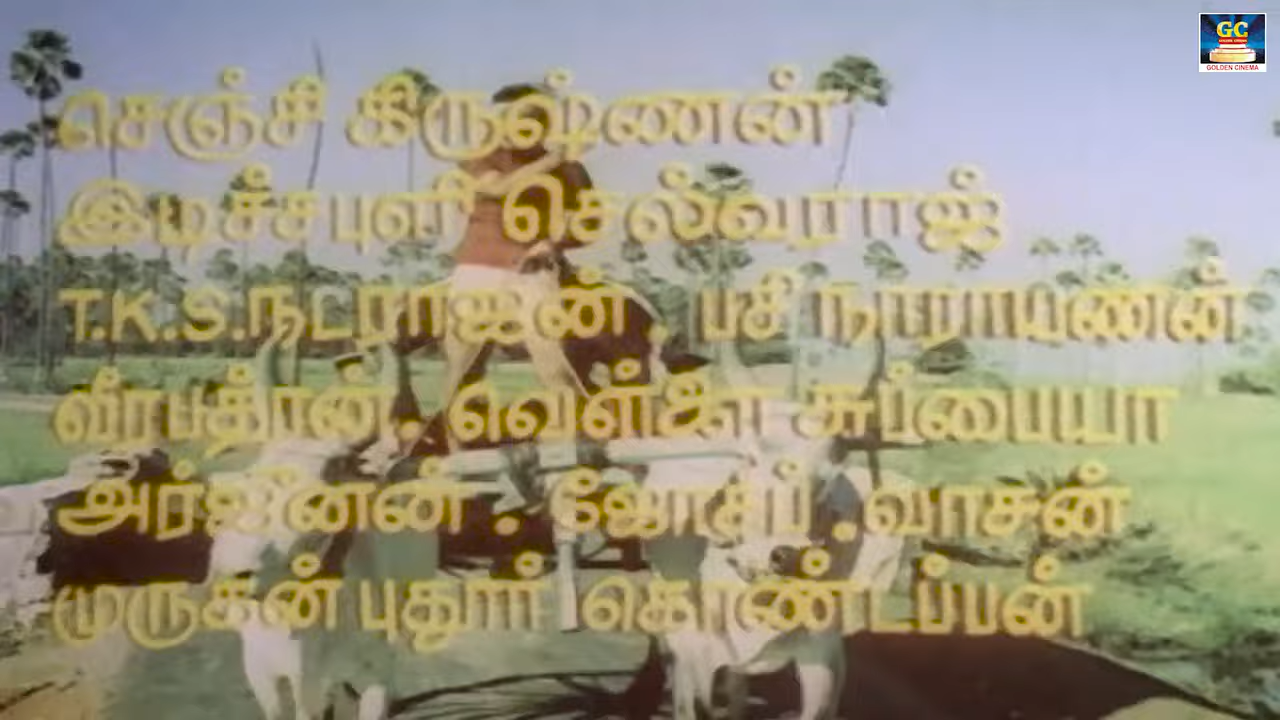 GC
GOLDEN CINEMA
செஞ்சி கிருஷ்ணன்
இடிச்சபுளி செல்வராஜ்
T.K.S.நடராஜன் . பசி நாராயணன்
வீரபத்ரன் . வெள்ளை சுப்பையா
அர்ஜீனன் . ஜோதிபீ . வாசன்
முருகன் புதூர் கொண்டப்பன்